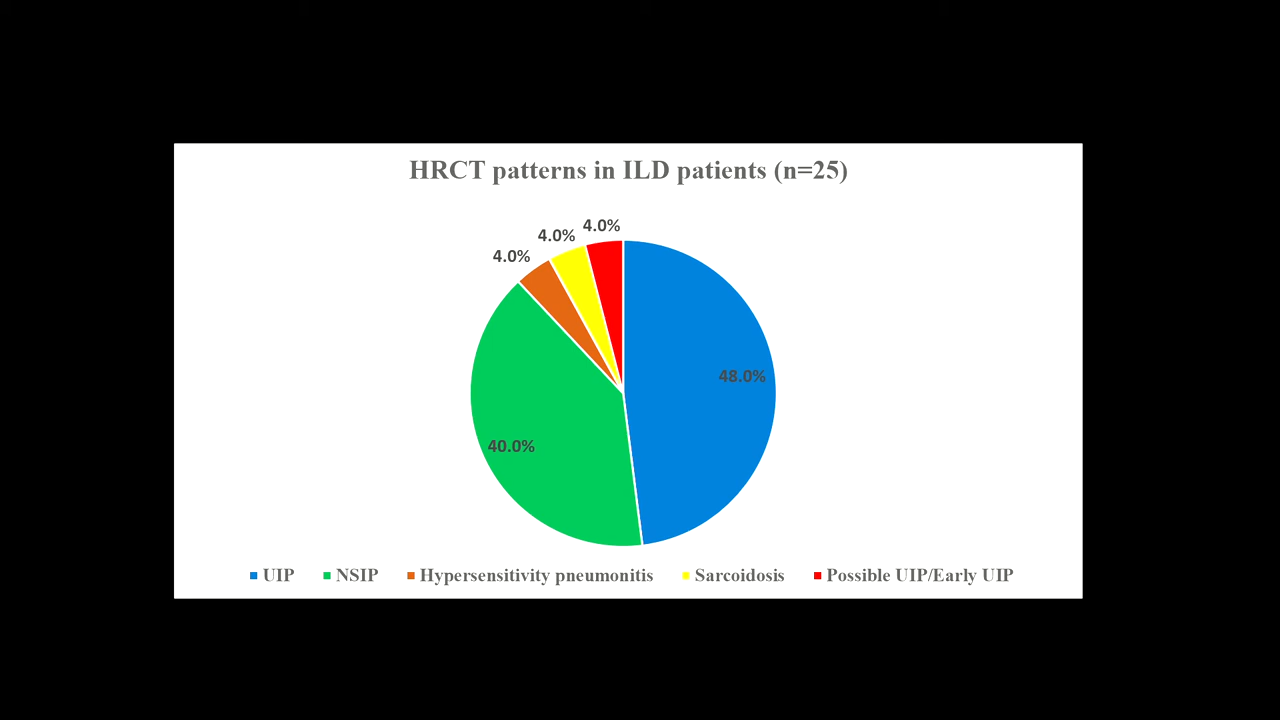 HRCT patterns in ILD patients (n=25)
4.0%
4.0%
4.0%
48.0%
40.0%
UIP NSIP Hypersensitivity pneumonitis Sarcoidosis Possible UIP/Early UIP